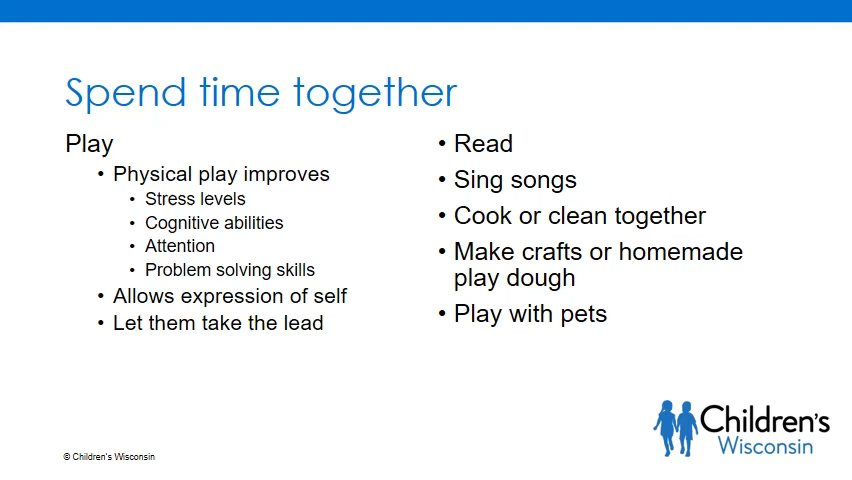 Spend time together
Play
• Physical play improves
• Stress levels
• Cognitive abilities
• Attention
• Problem solving skills
• Allows expression of self
• Let them take the lead
• Read
• Sing songs
• Cook or clean together
• Make crafts or homemade
play dough
• Play with pets
Children's
Wisconsin
© Children's Wisconsin